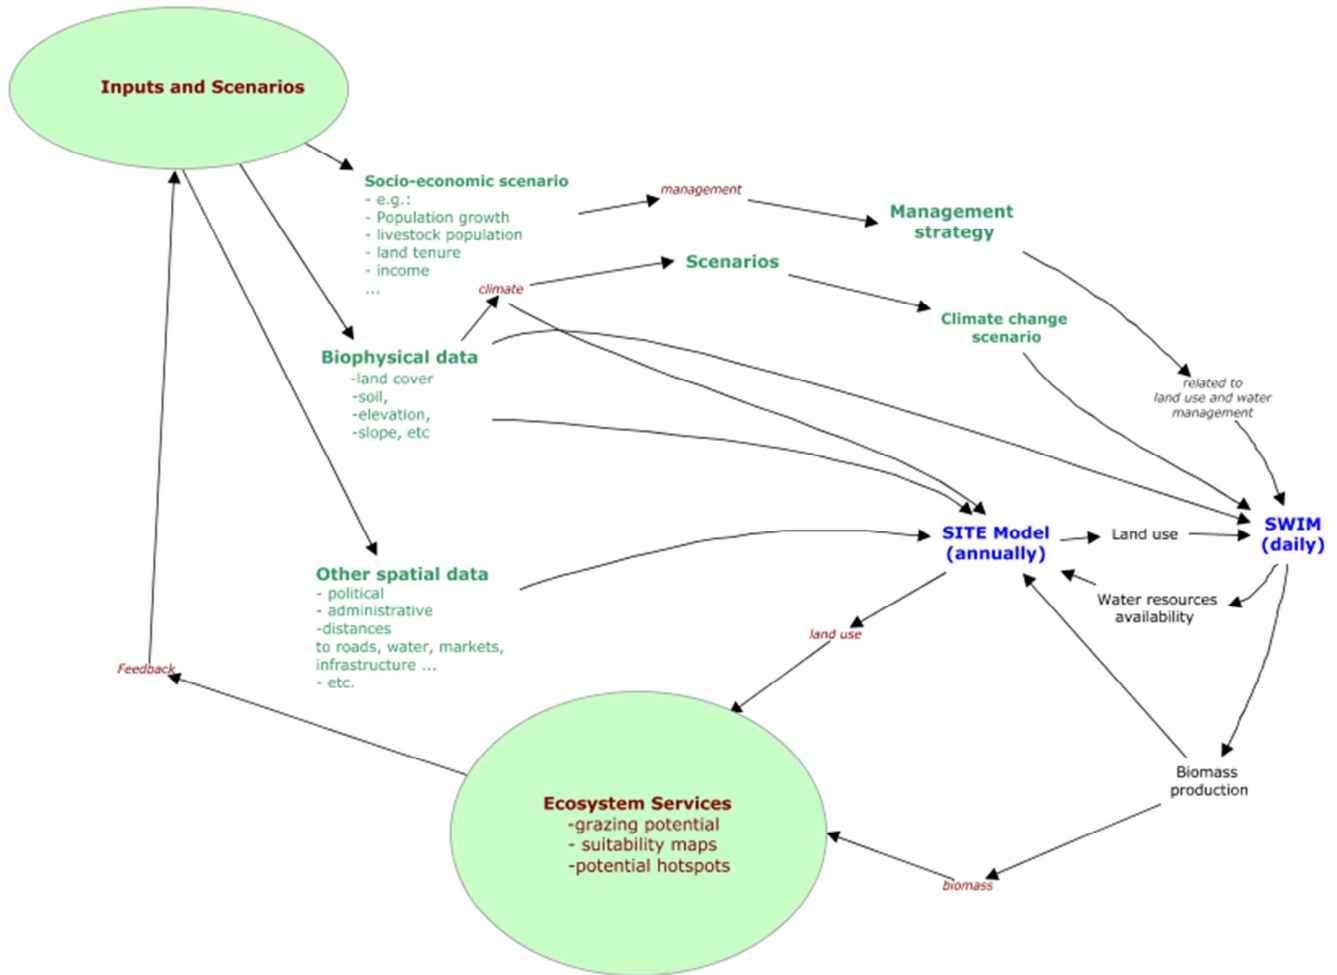 Inputs and Scenarios
Socio-economic scenario
- e.g.:
- Population growth
- livestock population
- land tenure
- income
...
management
Management
strategy
climate
Scenarios
Climate change
scenario
Biophysical data
-land cover
-soil,
-elevation,
-slope, etc
related to
land use and water
management
SITE Model
(annually)
Land use
SWIM
(daily)
Water resources
availability
Other spatial data
- political
- administrative
-distances
to roads, water, markets,
infrastructure ...
- etc.
land use
Feedback
Biomass
production
Ecosystem Services
-grazing potential
- suitability maps
-potential hotspots
biomass